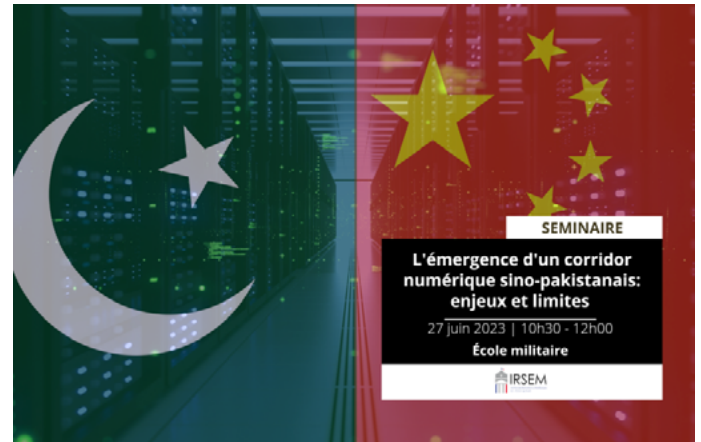 SEMINAIRE
L'émergence d'un corridor
numérique sino-pakistanais:
enjeux et limites
27 juin 2023 | 10h30 - 12h00
École militaire
IRSEM